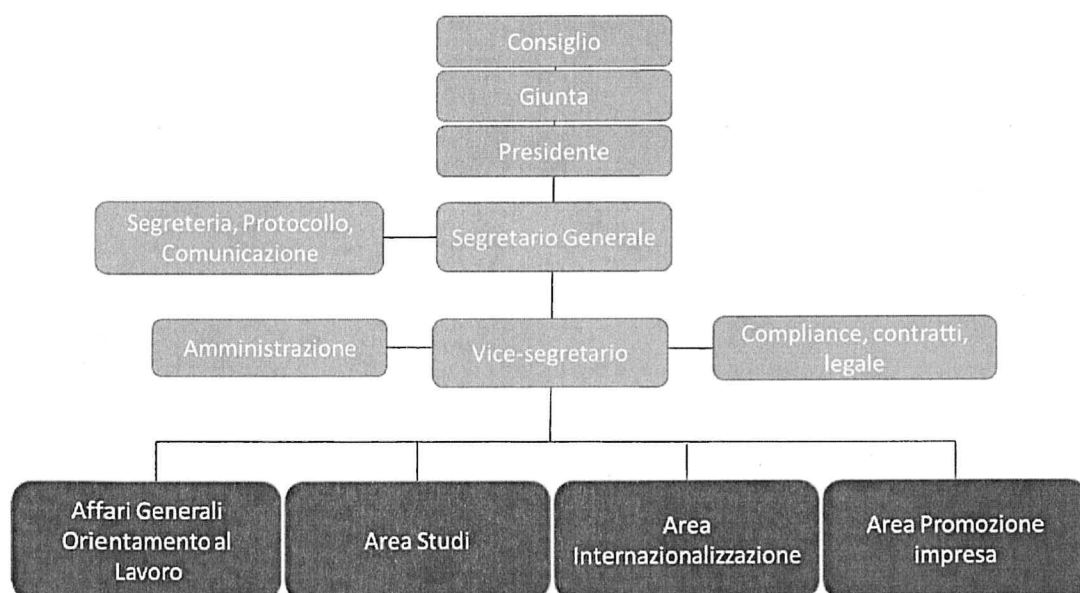 Consiglio
Giunta
Presidente
Segreteria, Protocollo,
Comunicazione
Segretario Generale
Amministrazione
Vice-segretario
Compliance, contratti,
legale
Affari Generali
Orientamento al
Lavoro
Area Studi
Area
Internazionalizzazione
Area Promozione
impresa